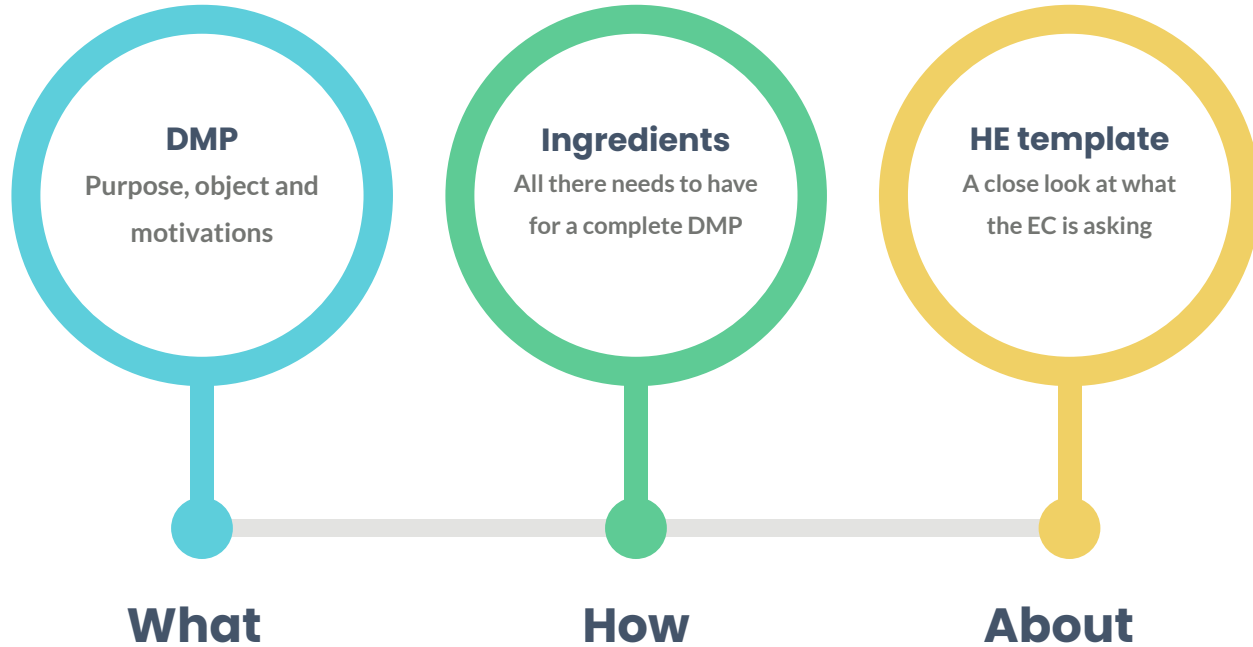 DMP
Purpose, object and
motivations
Ingredients
All there needs to have
for a complete DMP
HE template
A close look at what
the EC is asking
What
How
About